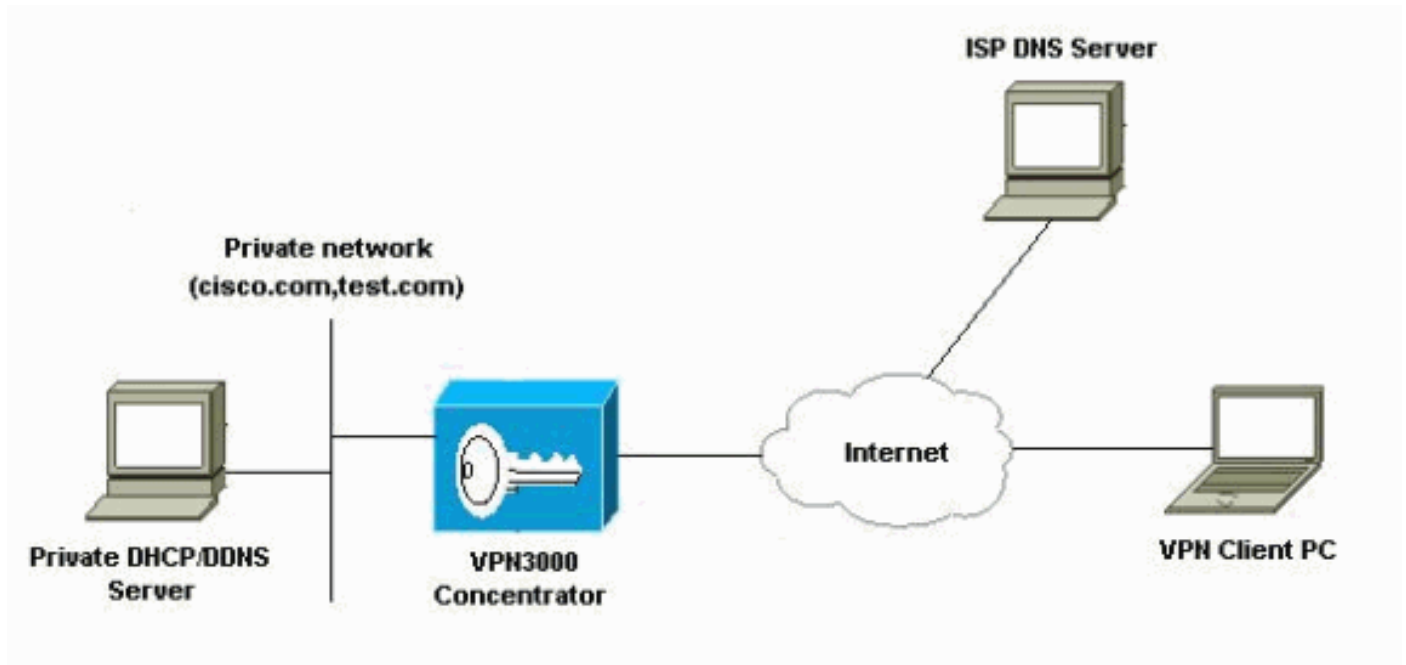 ISP DNS Server
Private network
(cisco.com,test.com)
Internet
Private DHCP/DDNS
Server
VPN3000
Concentrator
VPN Client PC